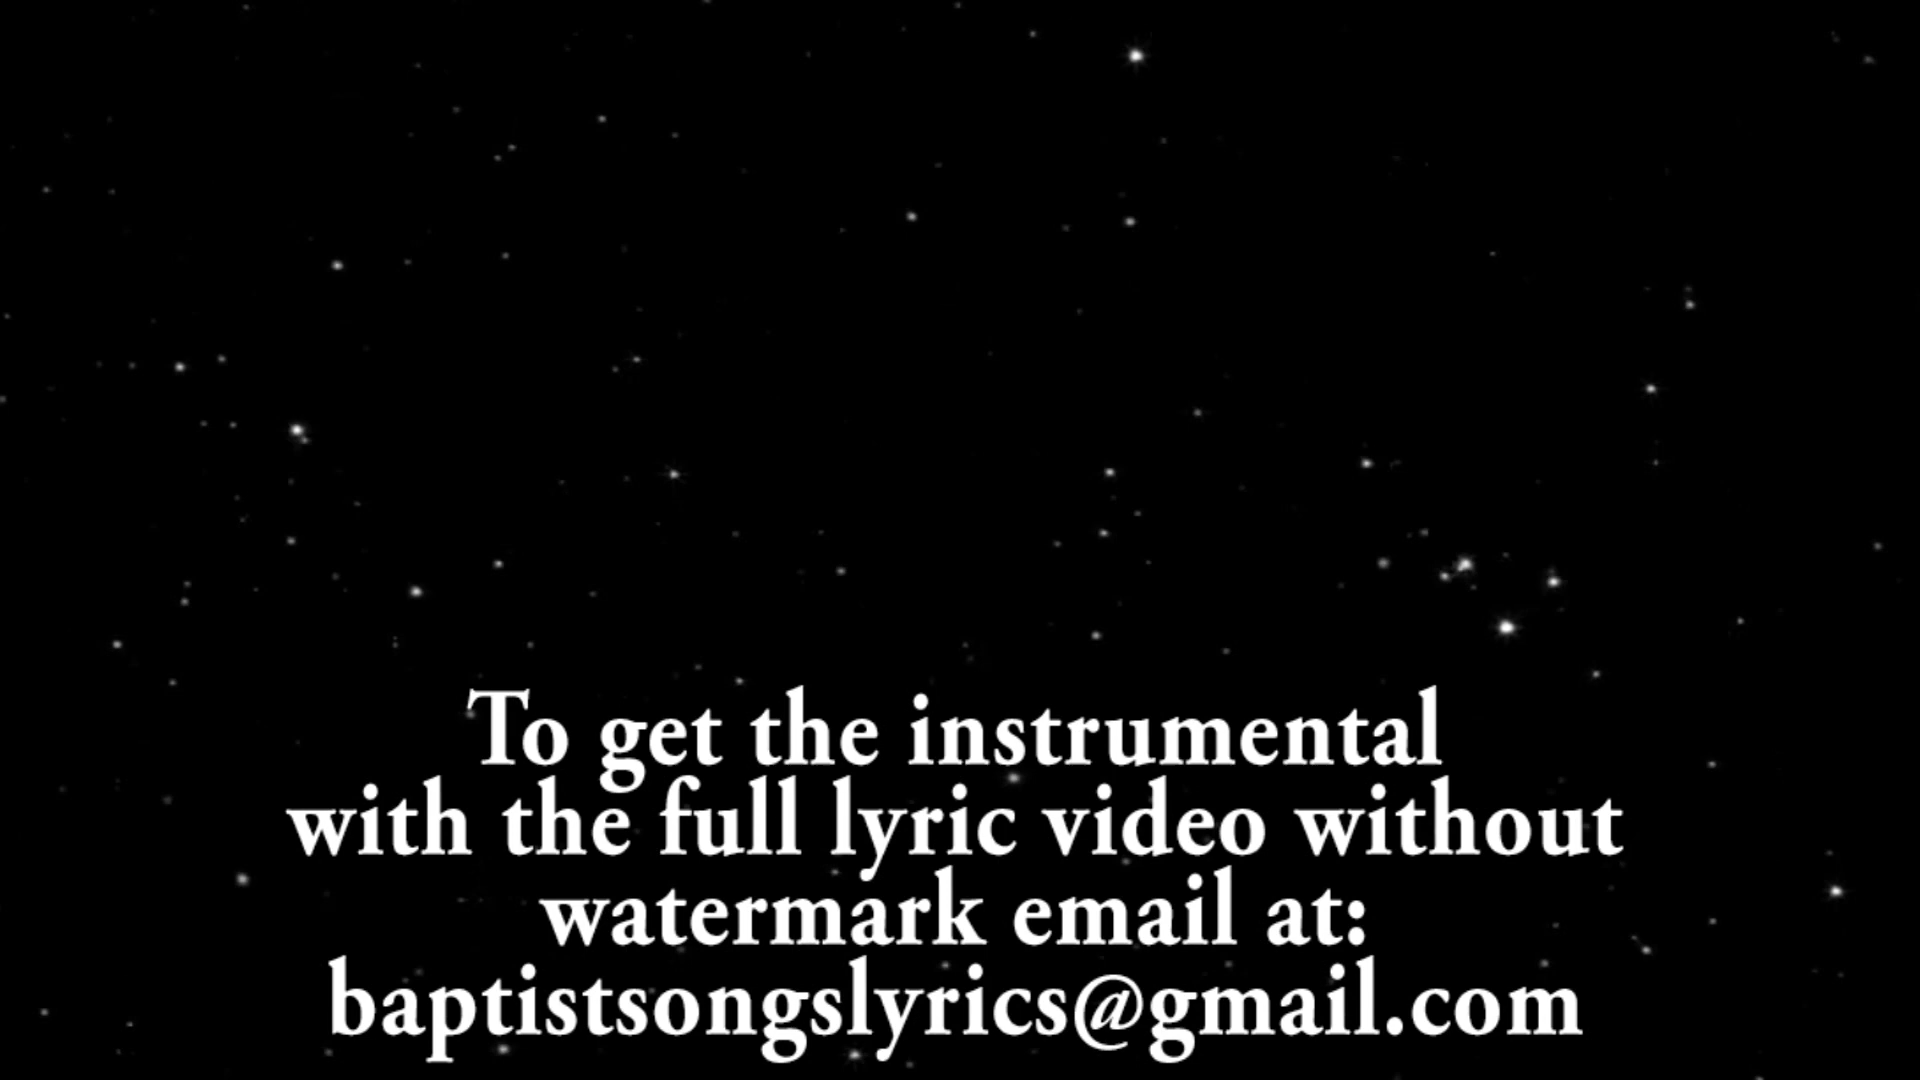 To get the instrumental
with the full lyric video without
watermark email at:
baptistsongslyrics@gmail.com